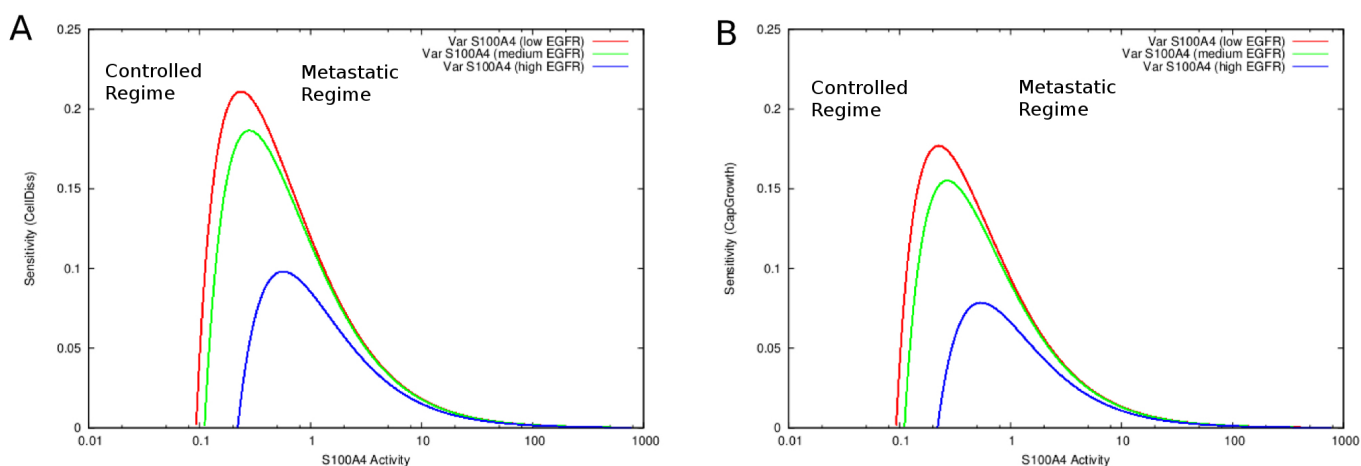 A
0.25
0.2
0.15
0.1
0.05
0
Sensitivity (CellDiss)
Var S100A4 (low EGFR)
Var S100A4 (medium EGFR)
Var S100A4 (high EGFR)
Controlled
Regime
Metastatic
Regime
0.01 0.1 1 10 100 1000
S100A4 Activity
B
0.25
0.2
0.15
0.1
0.05
0
Sensitivity (CapGrowth)
Var S100A4 (low EGFR)
Var S100A4 (medium EGFR)
Var S100A4 (high EGFR)
Controlled
Regime
Metastatic
Regime
0.01 0.1 1 10 100 1000
S100A4 Activity